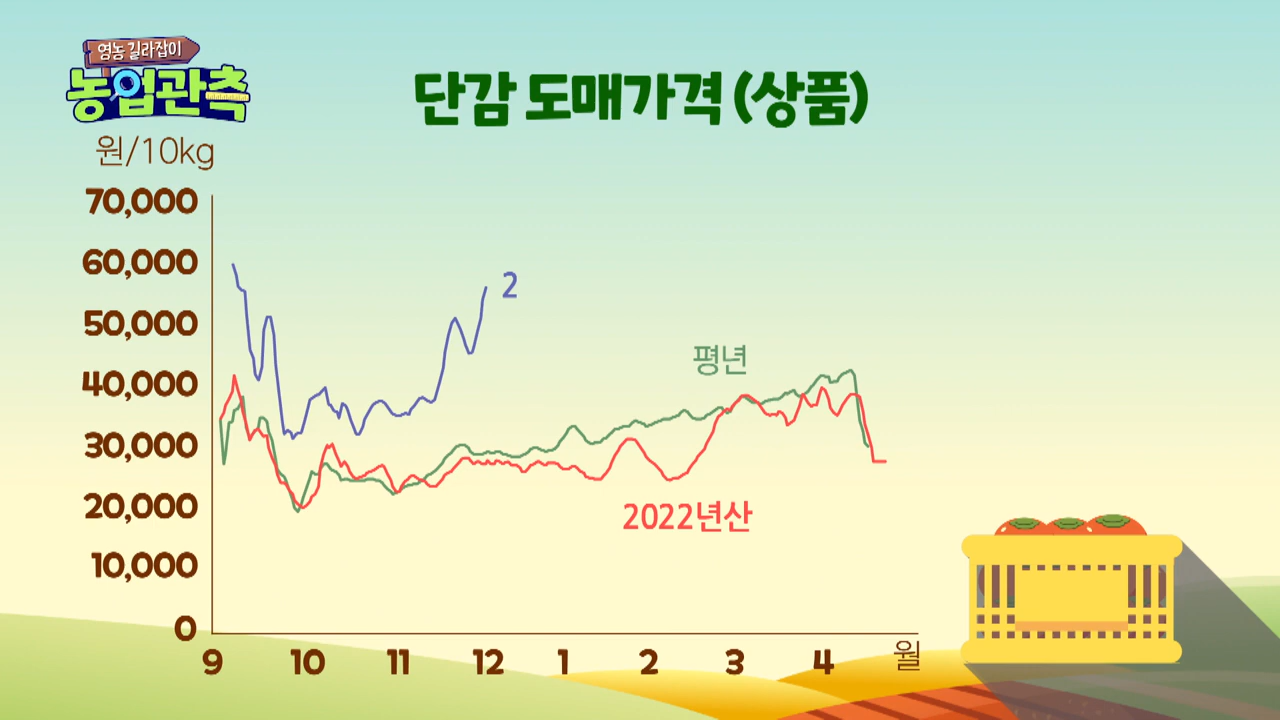 영농 길라잡이
농업관측
단감 도매가격 (상품)
원/10kg
70,000
60,000
50,000
40,000
30,000
20,000
10,000
0
2
평년
2022년산
9 10 11 12 1 2 3 4 월